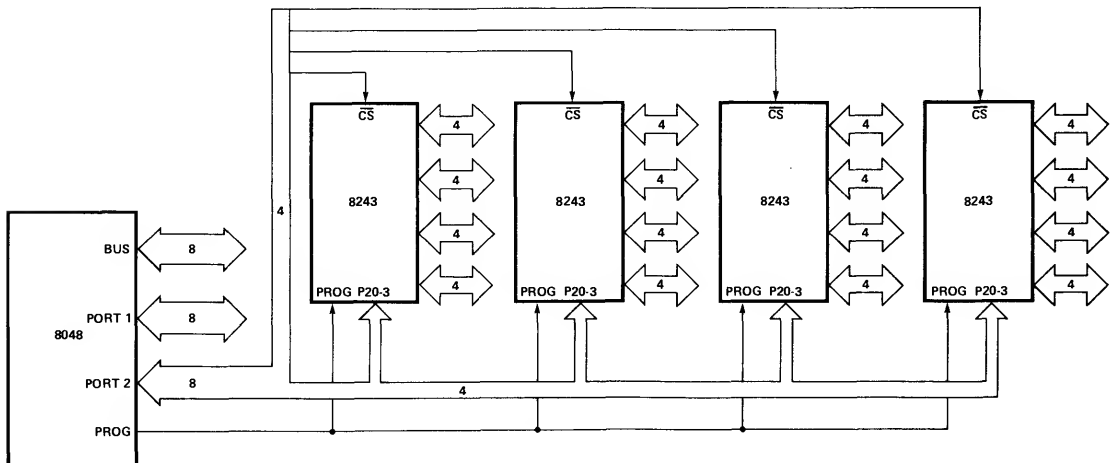 CS CS CS CS
4 4 4 4
4 4 4 4
8243 8243 8243 8243
4
4 4 4 4
BUS 8
4 4 4 4
PROG P20-3 PROG P20-3 PROG P20-3 PROG P20-3
PORT 1 8
8048
PORT 2 8
4
PROG